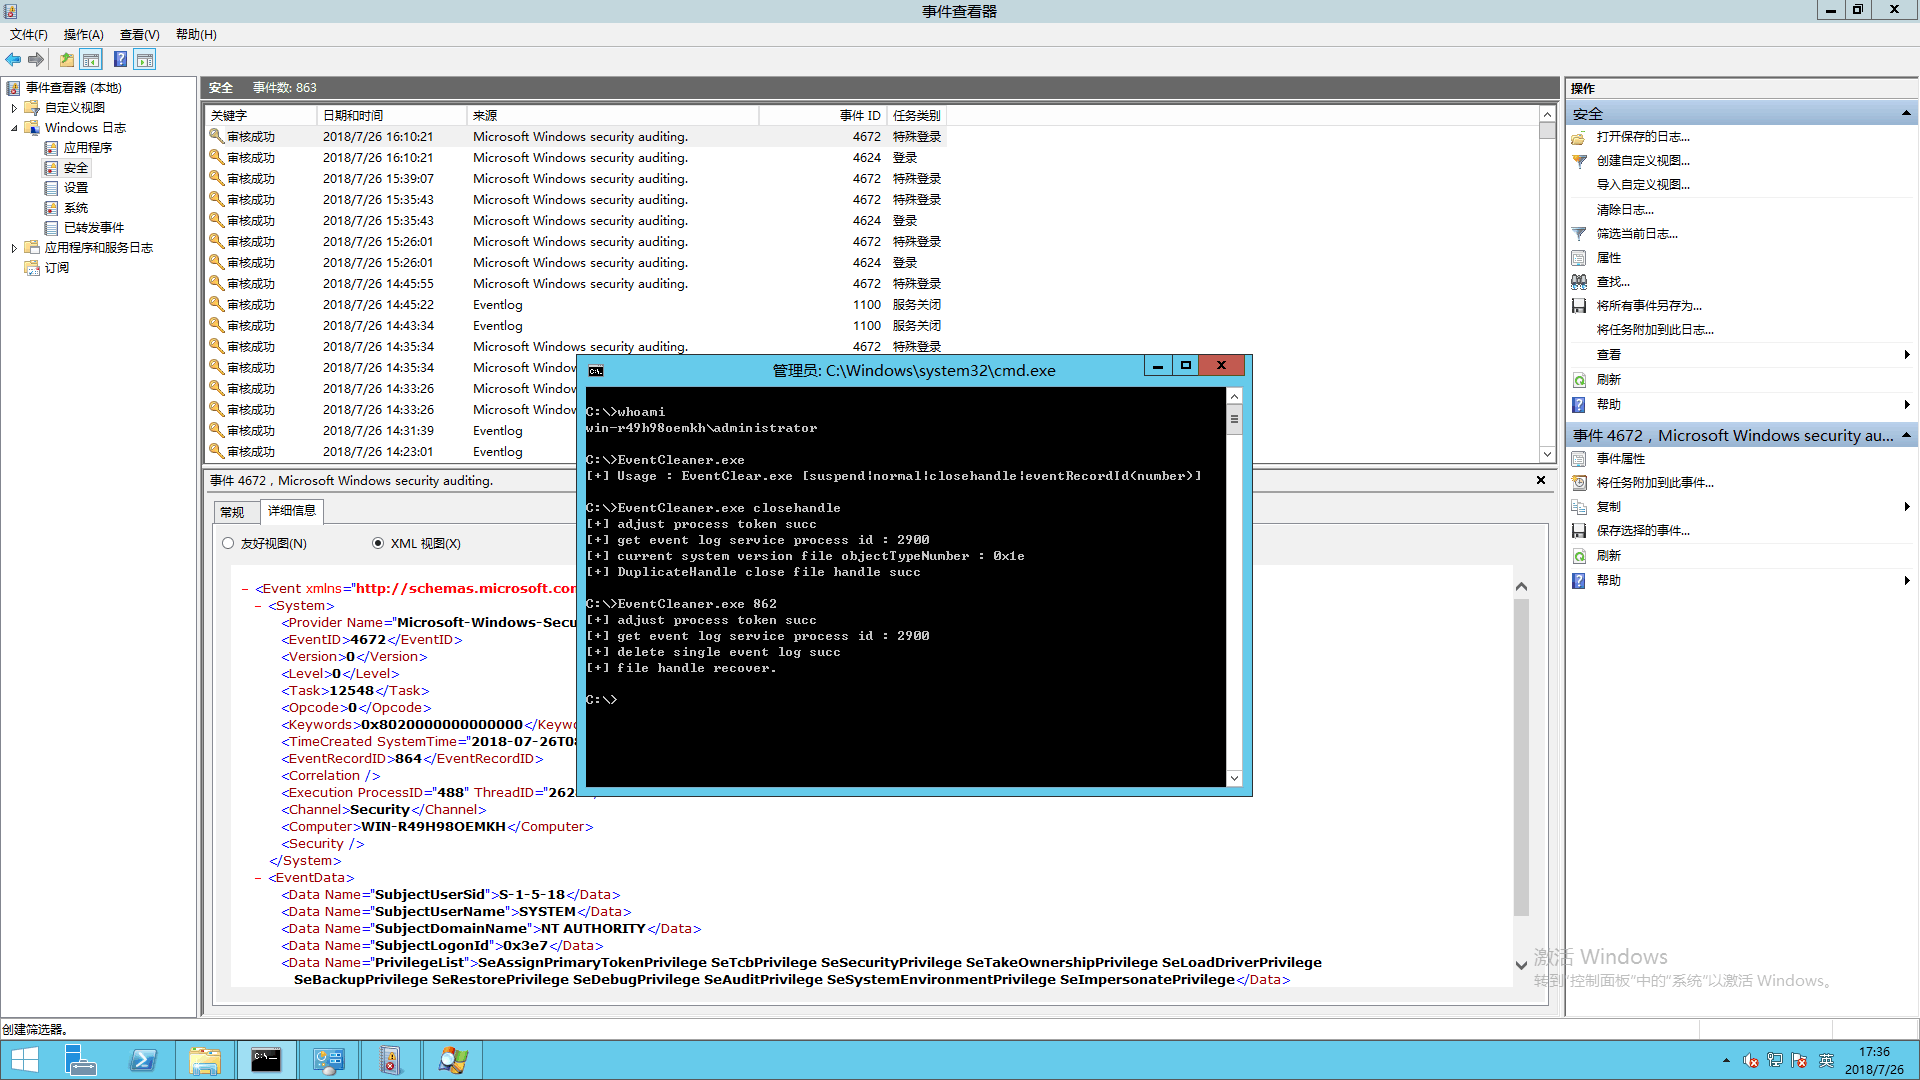 事件查看器
文件(F) 操作(A) 查看(V) 帮助(H)
事件查看器 (本地)
自定义视图
Windows 日志
应用程序
安全
设置
系统
已转发事件
应用程序和服务日志
订阅
安全 事件数: 863
关键字 日期和时间 来源 事件 ID 任务类别
审核成功 2018/7/26 16:10:21 Microsoft Windows security auditing. 4672 特殊登录
审核成功 2018/7/26 16:10:21 Microsoft Windows security auditing. 4624 登录
审核成功 2018/7/26 15:39:07 Microsoft Windows security auditing. 4672 特殊登录
审核成功 2018/7/26 15:35:43 Microsoft Windows security auditing. 4672 特殊登录
审核成功 2018/7/26 15:35:43 Microsoft Windows security auditing. 4624 登录
审核成功 2018/7/26 15:26:01 Microsoft Windows security auditing. 4672 特殊登录
审核成功 2018/7/26 15:26:01 Microsoft Windows security auditing. 4624 登录
审核成功 2018/7/26 14:45:55 Microsoft Windows security auditing. 4672 特殊登录
审核成功 2018/7/26 14:45:22 Eventlog 1100 服务关闭
审核成功 2018/7/26 14:43:34 Eventlog 1100 服务关闭
审核成功 2018/7/26 14:35:34 Microsoft Windows security auditing. 4672 特殊登录
审核成功 2018/7/26 14:35:34 Microsoft Windo
审核成功 2018/7/26 14:33:26 Eventlog
审核成功 2018/7/26 14:33:26 Microsoft Windo
审核成功 2018/7/26 14:31:39 Eventlog
审核成功 2018/7/26 14:23:01 Eventlog
事件 4672，Microsoft Windows security auditing.
常规 详细信息
友好视图(N) XML 视图(X)
- <Event xmlns="http://schemas.microsoft.con
- <System>
<Provider Name="Microsoft-Windows-Secu
<EventID>4672</EventID>
<Version>0</Version>
<Level>0</Level>
<Task>12548</Task>
<Opcode>0</Opcode>
<Keywords>0x8020000000000000</Keywo
<TimeCreated SystemTime="2018-07-26T08
<EventRecordID>864</EventRecordID>
<Correlation />
<Execution ProcessID="488" ThreadID="262
<Channel>Security</Channel>
<Computer>WIN-R49H98OEMKH</Computer>
<Security />
</System>
- <EventData>
<Data Name="SubjectUserSid">S-1-5-18</Data>
<Data Name="SubjectUserName">SYSTEM</Data>
<Data Name="SubjectDomainName">NT AUTHORITY</Data>
<Data Name="SubjectLogonId">0x3e7</Data>
<Data Name="PrivilegeList">SeAssignPrimaryTokenPrivilege SeTcbPrivilege SeSecurityPrivilege SeTakeOwnershipPrivilege SeLoadDriverPrivilege
SeBackupPrivilege SeRestorePrivilege SeDebugPrivilege SeAuditPrivilege SeSystemEnvironmentPrivilege SeImpersonatePrivilege</Data>
管理员: C:\Windows\system32\cmd.exe
C:\>whoami
win-r49h98oemkh\administrator
C:\>EventCleaner.exe
[+] Usage : EventClear.exe [suspend|normal|closehandle|eventRecordId(number)]
C:\>EventCleaner.exe closehandle
[+] adjust process token succ
[+] get event log service process id : 2900
[+] current system version file objectTypeNumber : 0x1e
[+] DuplicateHandle close file handle succ
C:\>EventCleaner.exe 862
[+] adjust process token succ
[+] get event log service process id : 2900
[+] delete single event log succ
[+] file handle recover.
C:\>
操作
安全
打开保存的日志...
创建自定义视图...
导入自定义视图...
清除日志...
筛选当前日志...
属性
查找...
将所有事件另存为...
将任务附加到此日志...
查看
刷新
帮助
事件 4672，Microsoft Windows security au...
事件属性
将任务附加到此事件...
复制
保存选择的事件...
刷新
帮助
激活 Windows
转到"控制面板"中的"系统"以激活 Windows。
创建筛选器。
英
17:36
2018/7/26